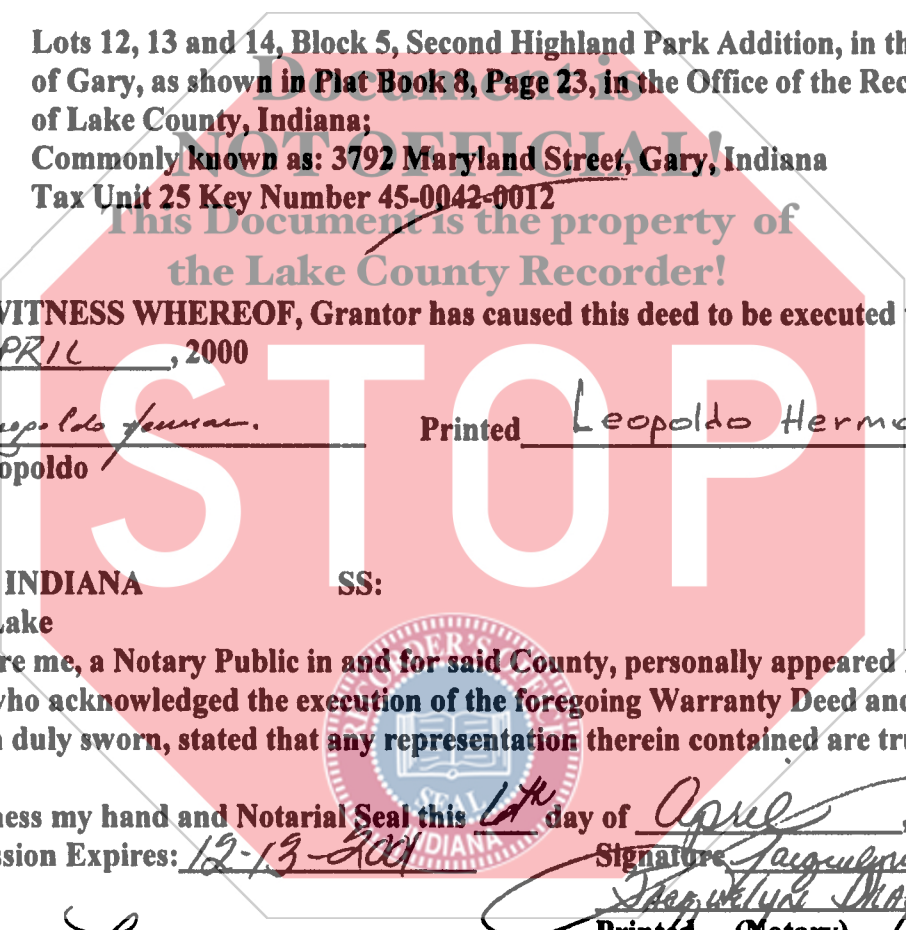 Lots 12, 13 and 14, Block 5, Second Highland Park Addition, in th
of Gary, as shown in Plat Book 8, Page 23, in the Office of the Rec
of Lake County, Indiana;
Commonly known as: 3792 Maryland Street, Gary, Indiana
Tax Unit 25 Key Number 45-0042-0012
Document is
NOT OFFICIAL!
This Document is the property of
the Lake County Recorder!
WITNESS WHEREOF, Grantor has caused this deed to be executed
PRIL, 2000
Printed Leopoldo Herma
opoldo
STOP
INDIANA SS:
Lake
re me, a Notary Public in and for said County, personally appeared
who acknowledged the execution of the foregoing Warranty Deed and
n duly sworn, stated that any representation therein contained are tru
ness my hand and Notarial Seal this day of April,
ssion Expires: 12-13-2001
Signature Jacquelyn
Jacquelyn
Printed (Notary)
SEAL
INDIANA